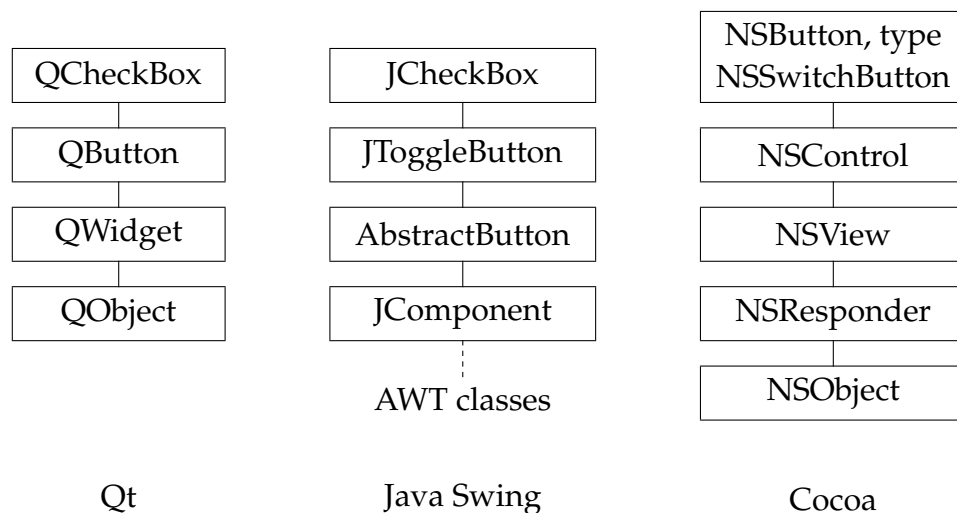 QCheckBox
QButton
QWidget
QObject
Qt
JCheckBox
JToggleButton
AbstractButton
JComponent
AWT classes
Java Swing
NSButton, type
NSSwitchButton
NSControl
NSView
NSResponder
NSObject
Cocoa